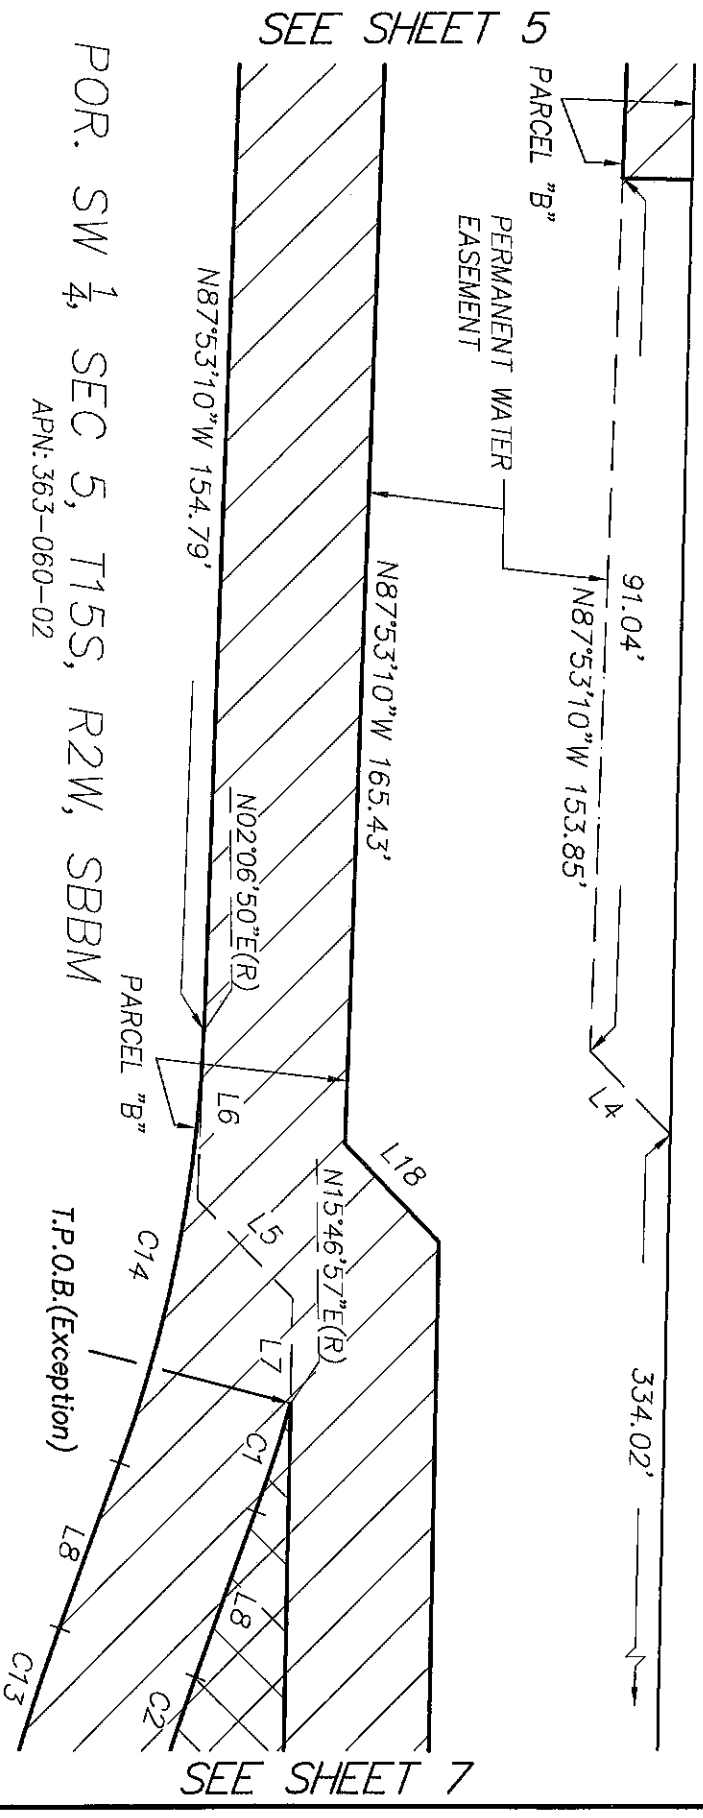 SEE SHEET 5
PARCEL "B"
PERMANENT WATER
EASEMENT
91.04'
N87°53'10"W 153.85'
L4
334.02'
N87°53'10"W 165.43'
L18
N15°46'57"E(R)
N87°53'10"W 154.79'
N02°06'50"E(R)
L6
L5
L7
PARCEL "B"
C14
T.P.O.B.(Exception)
C1
L8
C2
L8
C13
POR. SW 1/4, SEC 5, T15S, R2W, SBBM
APN: 363-060-02
SEE SHEET 7